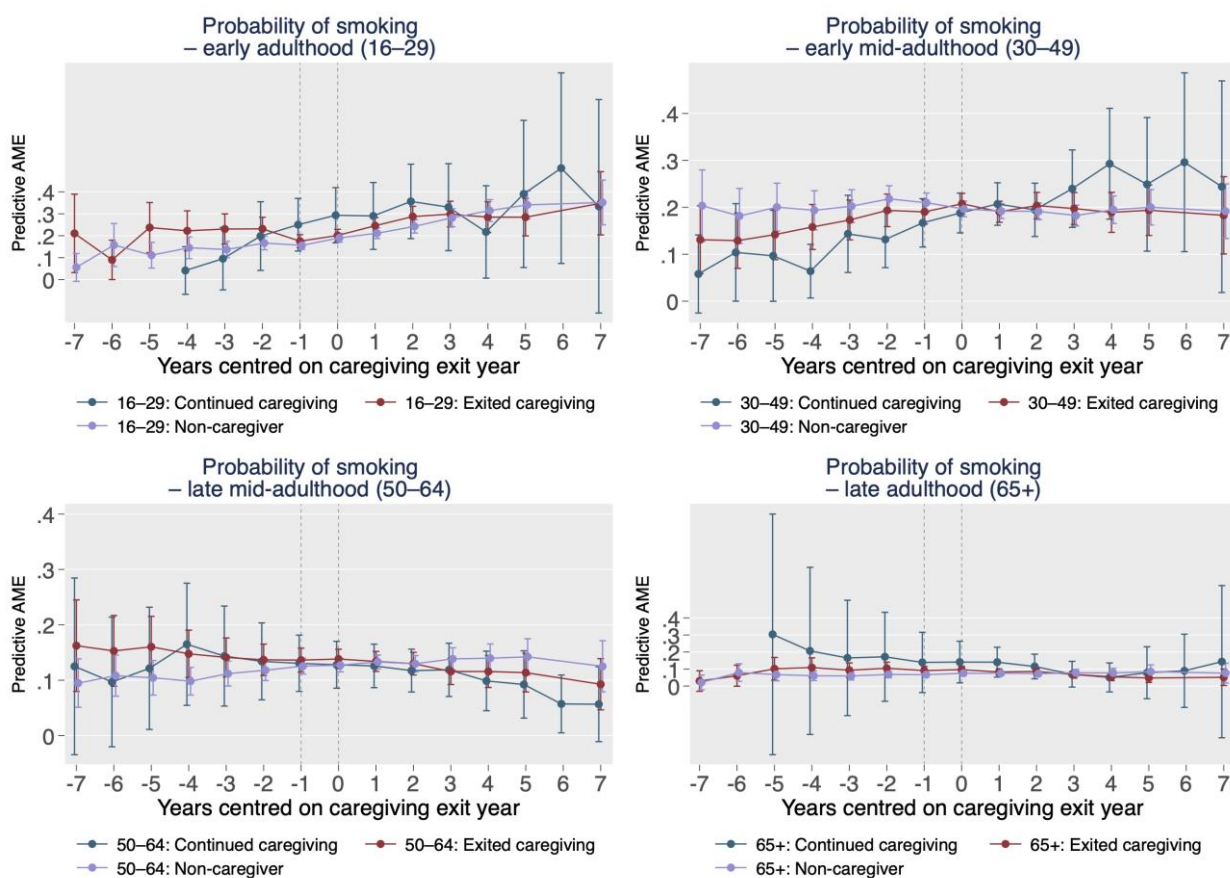 Probability of smoking
– early adulthood (16–29)
Predictive AME
.4
.3
.2
.1
0
-7 -6 -5 -4 -3 -2 -1 0 1 2 3 4 5 6 7
Years centred on caregiving exit year
16–29: Continued caregiving 16–29: Exited caregiving
16–29: Non-caregiver
Probability of smoking
– early mid-adulthood (30–49)
Predictive AME
.4
.3
.2
.1
0
-7 -6 -5 -4 -3 -2 -1 0 1 2 3 4 5 6 7
Years centred on caregiving exit year
30–49: Continued caregiving 30–49: Exited caregiving
30–49: Non-caregiver
Probability of smoking
– late mid-adulthood (50–64)
Predictive AME
.4
.3
.2
.1
0
-7 -6 -5 -4 -3 -2 -1 0 1 2 3 4 5 6 7
Years centred on caregiving exit year
50–64: Continued caregiving 50–64: Exited caregiving
50–64: Non-caregiver
Probability of smoking
– late adulthood (65+)
Predictive AME
.4
.3
.2
.1
0
-7 -6 -5 -4 -3 -2 -1 0 1 2 3 4 5 6 7
Years centred on caregiving exit year
65+: Continued caregiving 65+: Exited caregiving
65+: Non-caregiver